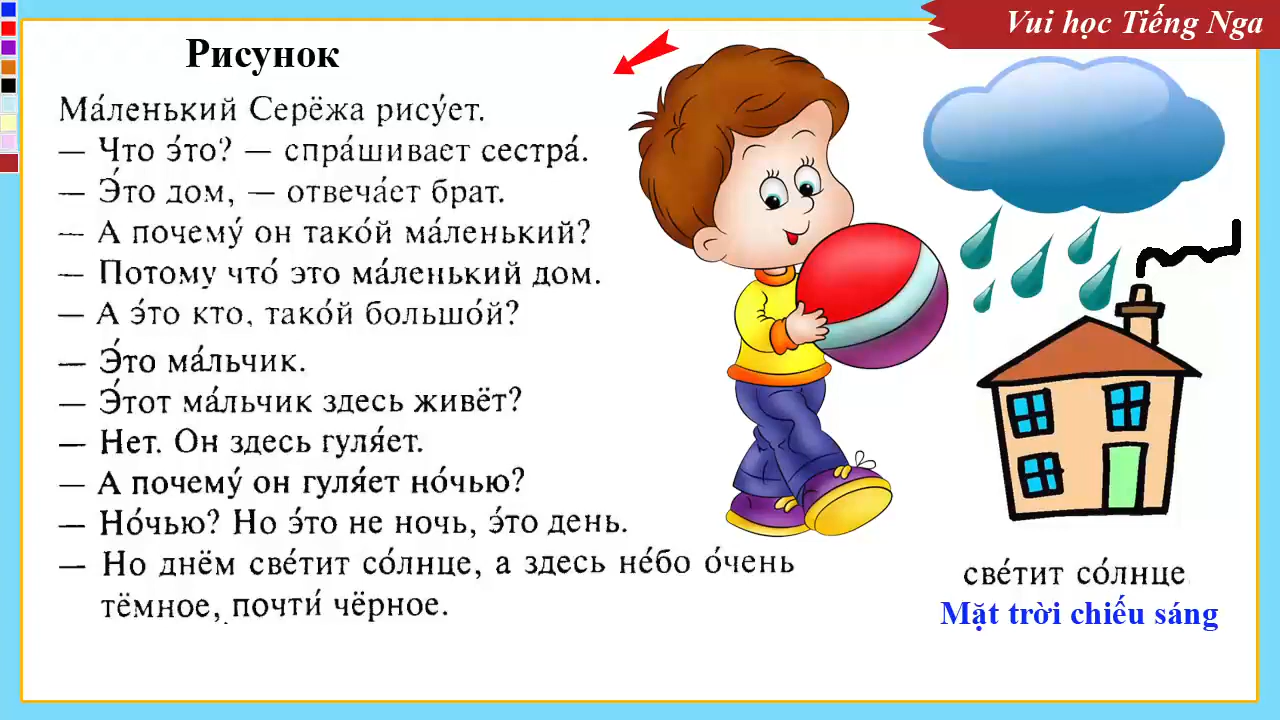 Vui học Tiếng Nga
Рисунок
Ма́ленький Серёжа рису́ет.
— Что э́то? — спра́шивает сестра́.
— Э́то дом, — отвеча́ет брат.
— А почему́ он тако́й ма́ленький?
— Потому что́ это ма́ленький дом.
— А э́то кто, тако́й большо́й?
— Э́то ма́льчик.
— Э́тот ма́льчик здесь живёт?
— Нет. Он здесь гуля́ет.
— А почему́ он гуля́ет но́чью?
— Но́чью? Но э́то не ночь, э́то день.
— Но днём све́тит со́лнце, а здесь не́бо о́чень
тёмное, почти́ чёрное.
све́тит со́лнце
Mặt trời chiếu sáng